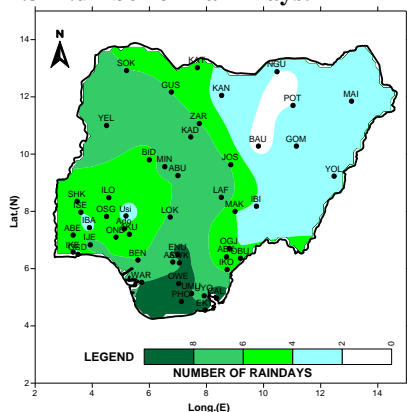 14
12
10
8
6
4
2
Lat.(N)
N
SOK
KAT
NGU
GUS
KAN
POT
MAI
YEL
ZAR
KAD
BAU
GOM
BID
MIN
ABU
JOS
YOL
SHK
ILO
LAF
IBI
ISE
OSG
Usi
LOK
MAK
IBA
Ado
ABE
IJE
OND
AKU
IKE
BEN
ENU
OGJ
OBU
IKO
WAR
OWE
UMU
UYO
CAL
PHC
EK
LEGEND
8
6
4
2
0
NUMBER OF RAINDAYS
2
4
6
8
10
12
14
Long.(E)